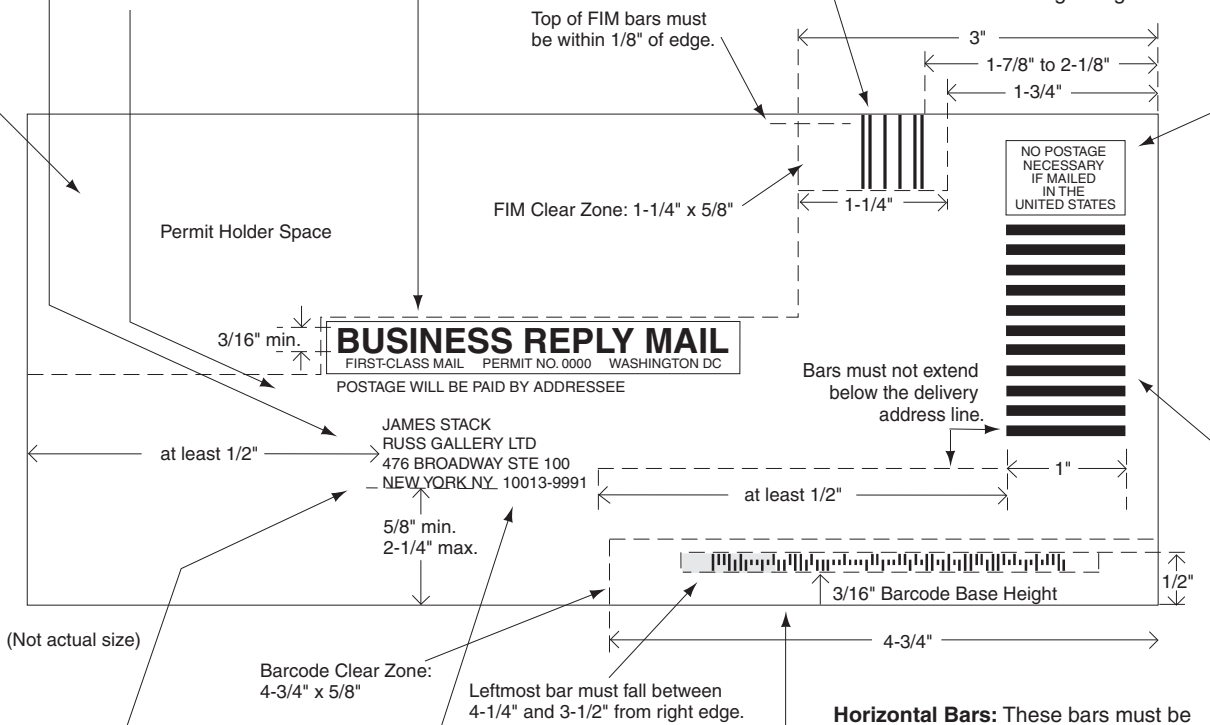 Top of FIM bars must
be within 1/8" of edge.
3"
1-7/8" to 2-1/8"
1-3/4"
NO POSTAGE
NECESSARY
IF MAILED
IN THE
UNITED STATES
FIM Clear Zone: 1-1/4" x 5/8"
1-1/4"
Permit Holder Space
3/16" min.
BUSINESS REPLY MAIL
FIRST-CLASS MAIL PERMIT NO. 0000 WASHINGTON DC
POSTAGE WILL BE PAID BY ADDRESSEE
Bars must not extend
below the delivery
address line.
JAMES STACK
RUSS GALLERY LTD
476 BROADWAY STE 100
NEW YORK NY 10013-9991
at least 1/2"
1"
at least 1/2"
5/8" min.
2-1/4" max.
3/16" Barcode Base Height
1/2"
4-3/4"
(Not actual size)
Barcode Clear Zone:
4-3/4" x 5/8"
Leftmost bar must fall between
4-1/4" and 3-1/2" from right edge.
Horizontal Bars: These bars must be